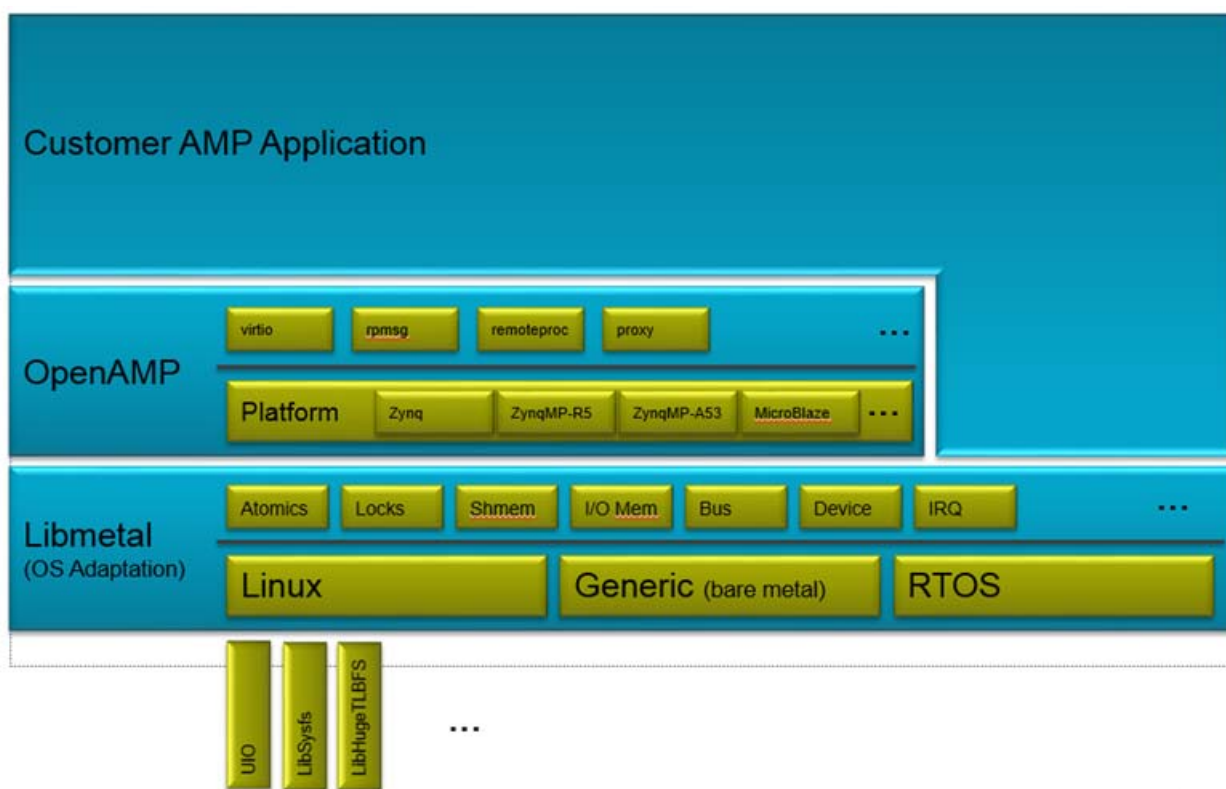 Customer AMP Application
virtio rpmsg remoteproc proxy ...
OpenAMP
Platform Zynq ZynqMP-R5 ZynqMP-A53 MicroBlaze ...
Atomics Locks Shmem I/O Mem Bus Device IRQ ...
Libmetal
(OS Adaptation)
Linux Generic (bare metal) RTOS
UIO LibSysfs LibHugeTLBFS ...